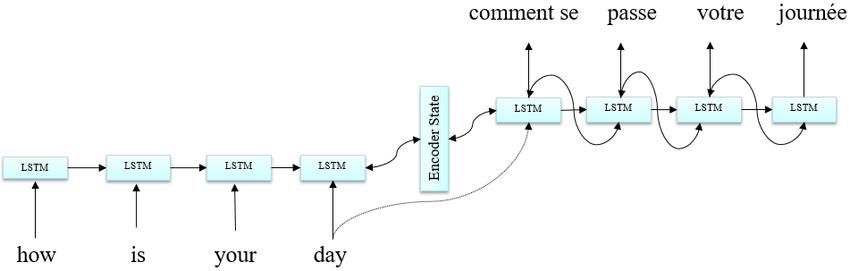 comment se passe votre journée
LSTM LSTM LSTM LSTM
Encoder State
LSTM LSTM LSTM LSTM
how is your day